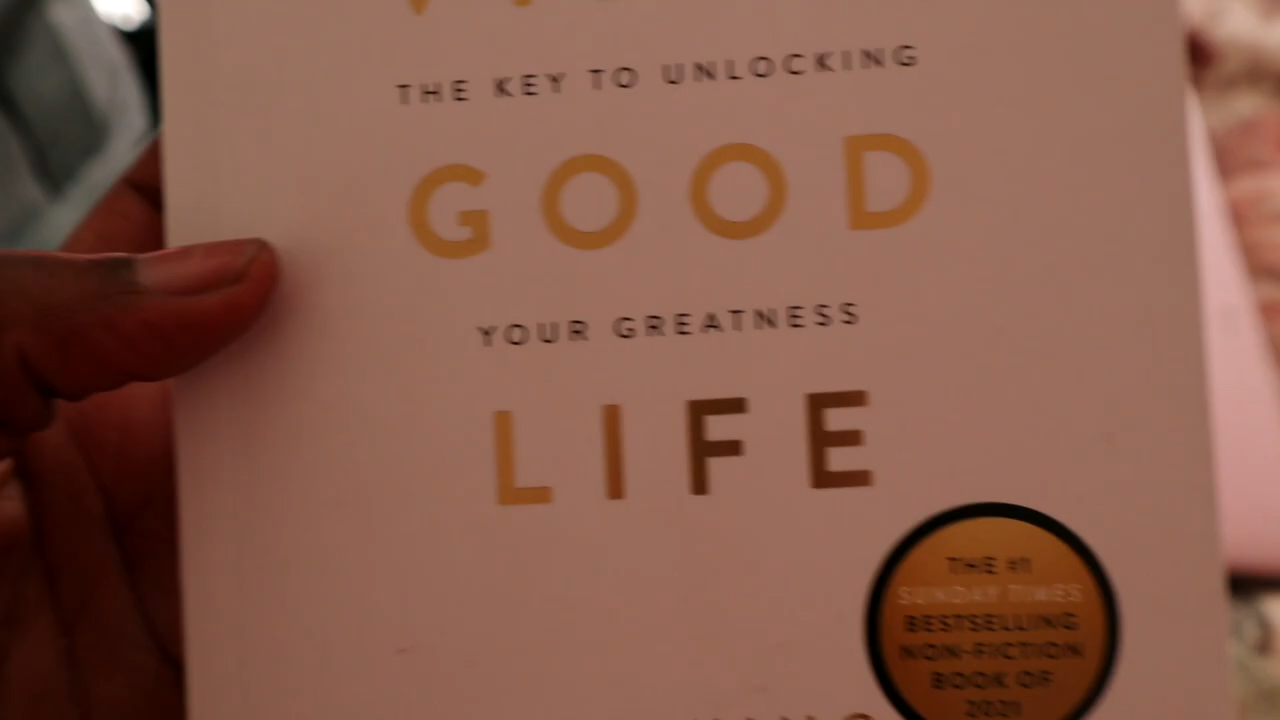 THE KEY TO UNLOCKING
GOOD
YOUR GREATNESS
LIFE
THE #1
SUNDAY TIMES
BESTSELLING
NON-FICTION
BOOK OF
2021